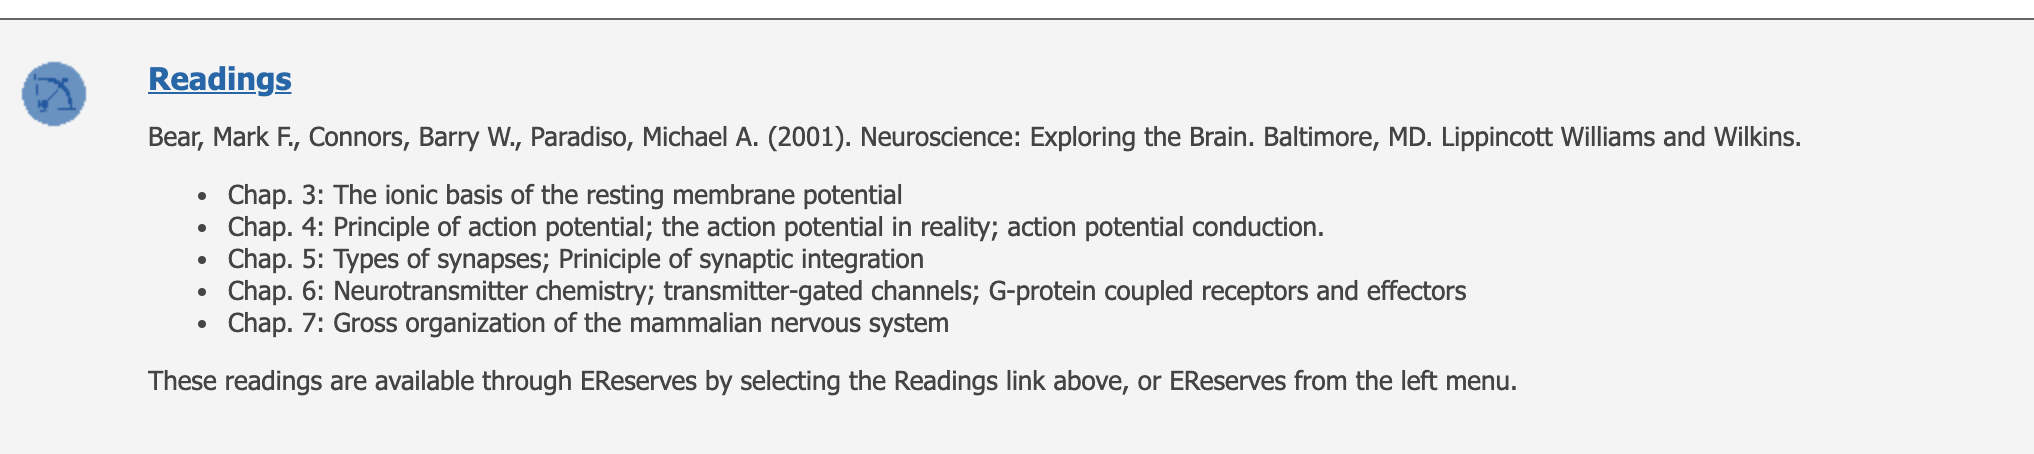 Readings
Bear, Mark F., Connors, Barry W., Paradiso, Michael A. (2001). Neuroscience: Exploring the Brain. Baltimore, MD. Lippincott Williams and Wilkins.
• Chap. 3: The ionic basis of the resting membrane potential
• Chap. 4: Principle of action potential; the action potential in reality; action potential conduction.
• Chap. 5: Types of synapses; Priniciple of synaptic integration
• Chap. 6: Neurotransmitter chemistry; transmitter-gated channels; G-protein coupled receptors and effectors
• Chap. 7: Gross organization of the mammalian nervous system
These readings are available through EReserves by selecting the Readings link above, or EReserves from the left menu.